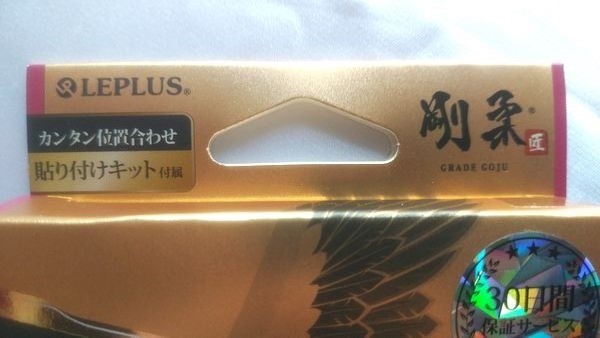 LEPLUS®
カンタン位置合わせ
貼り付けキット付属
剛柔® 匠
GRADE GOJU
30日間
保証サービス